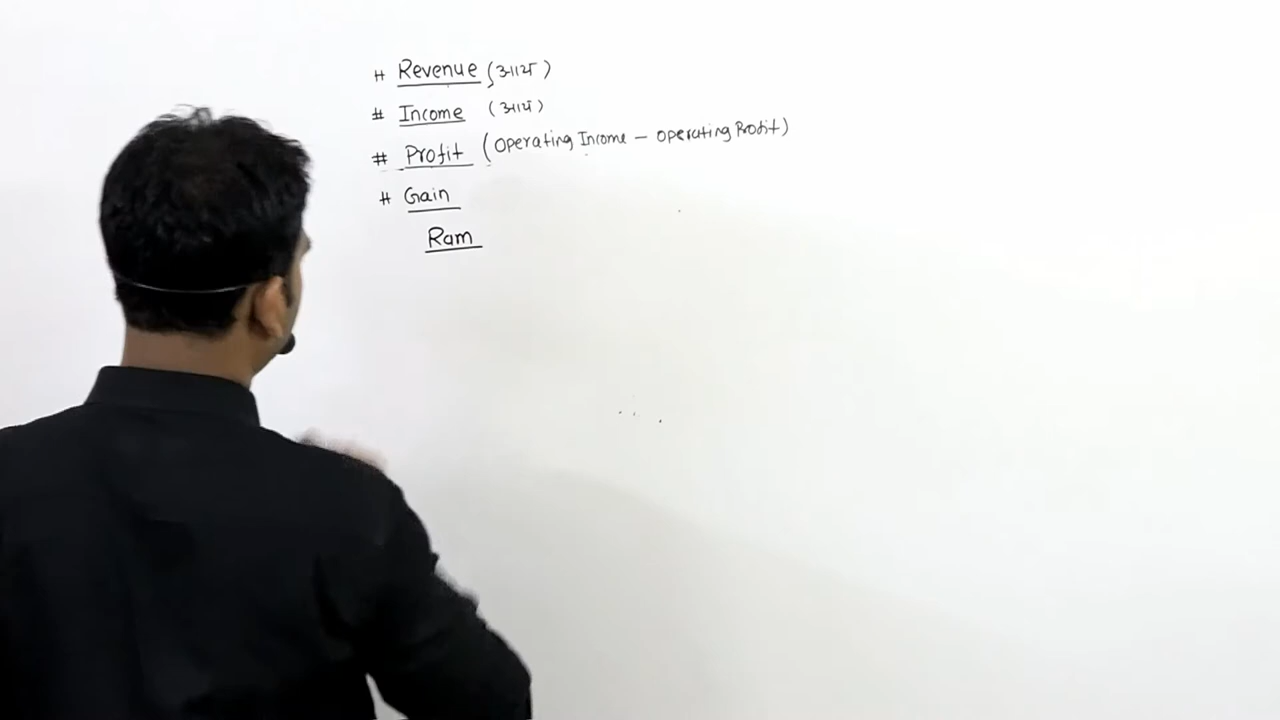 # Revenue (आय)
# Income (आय)
# Profit (Operating Income – Operating Profit)
# Gain
Ram